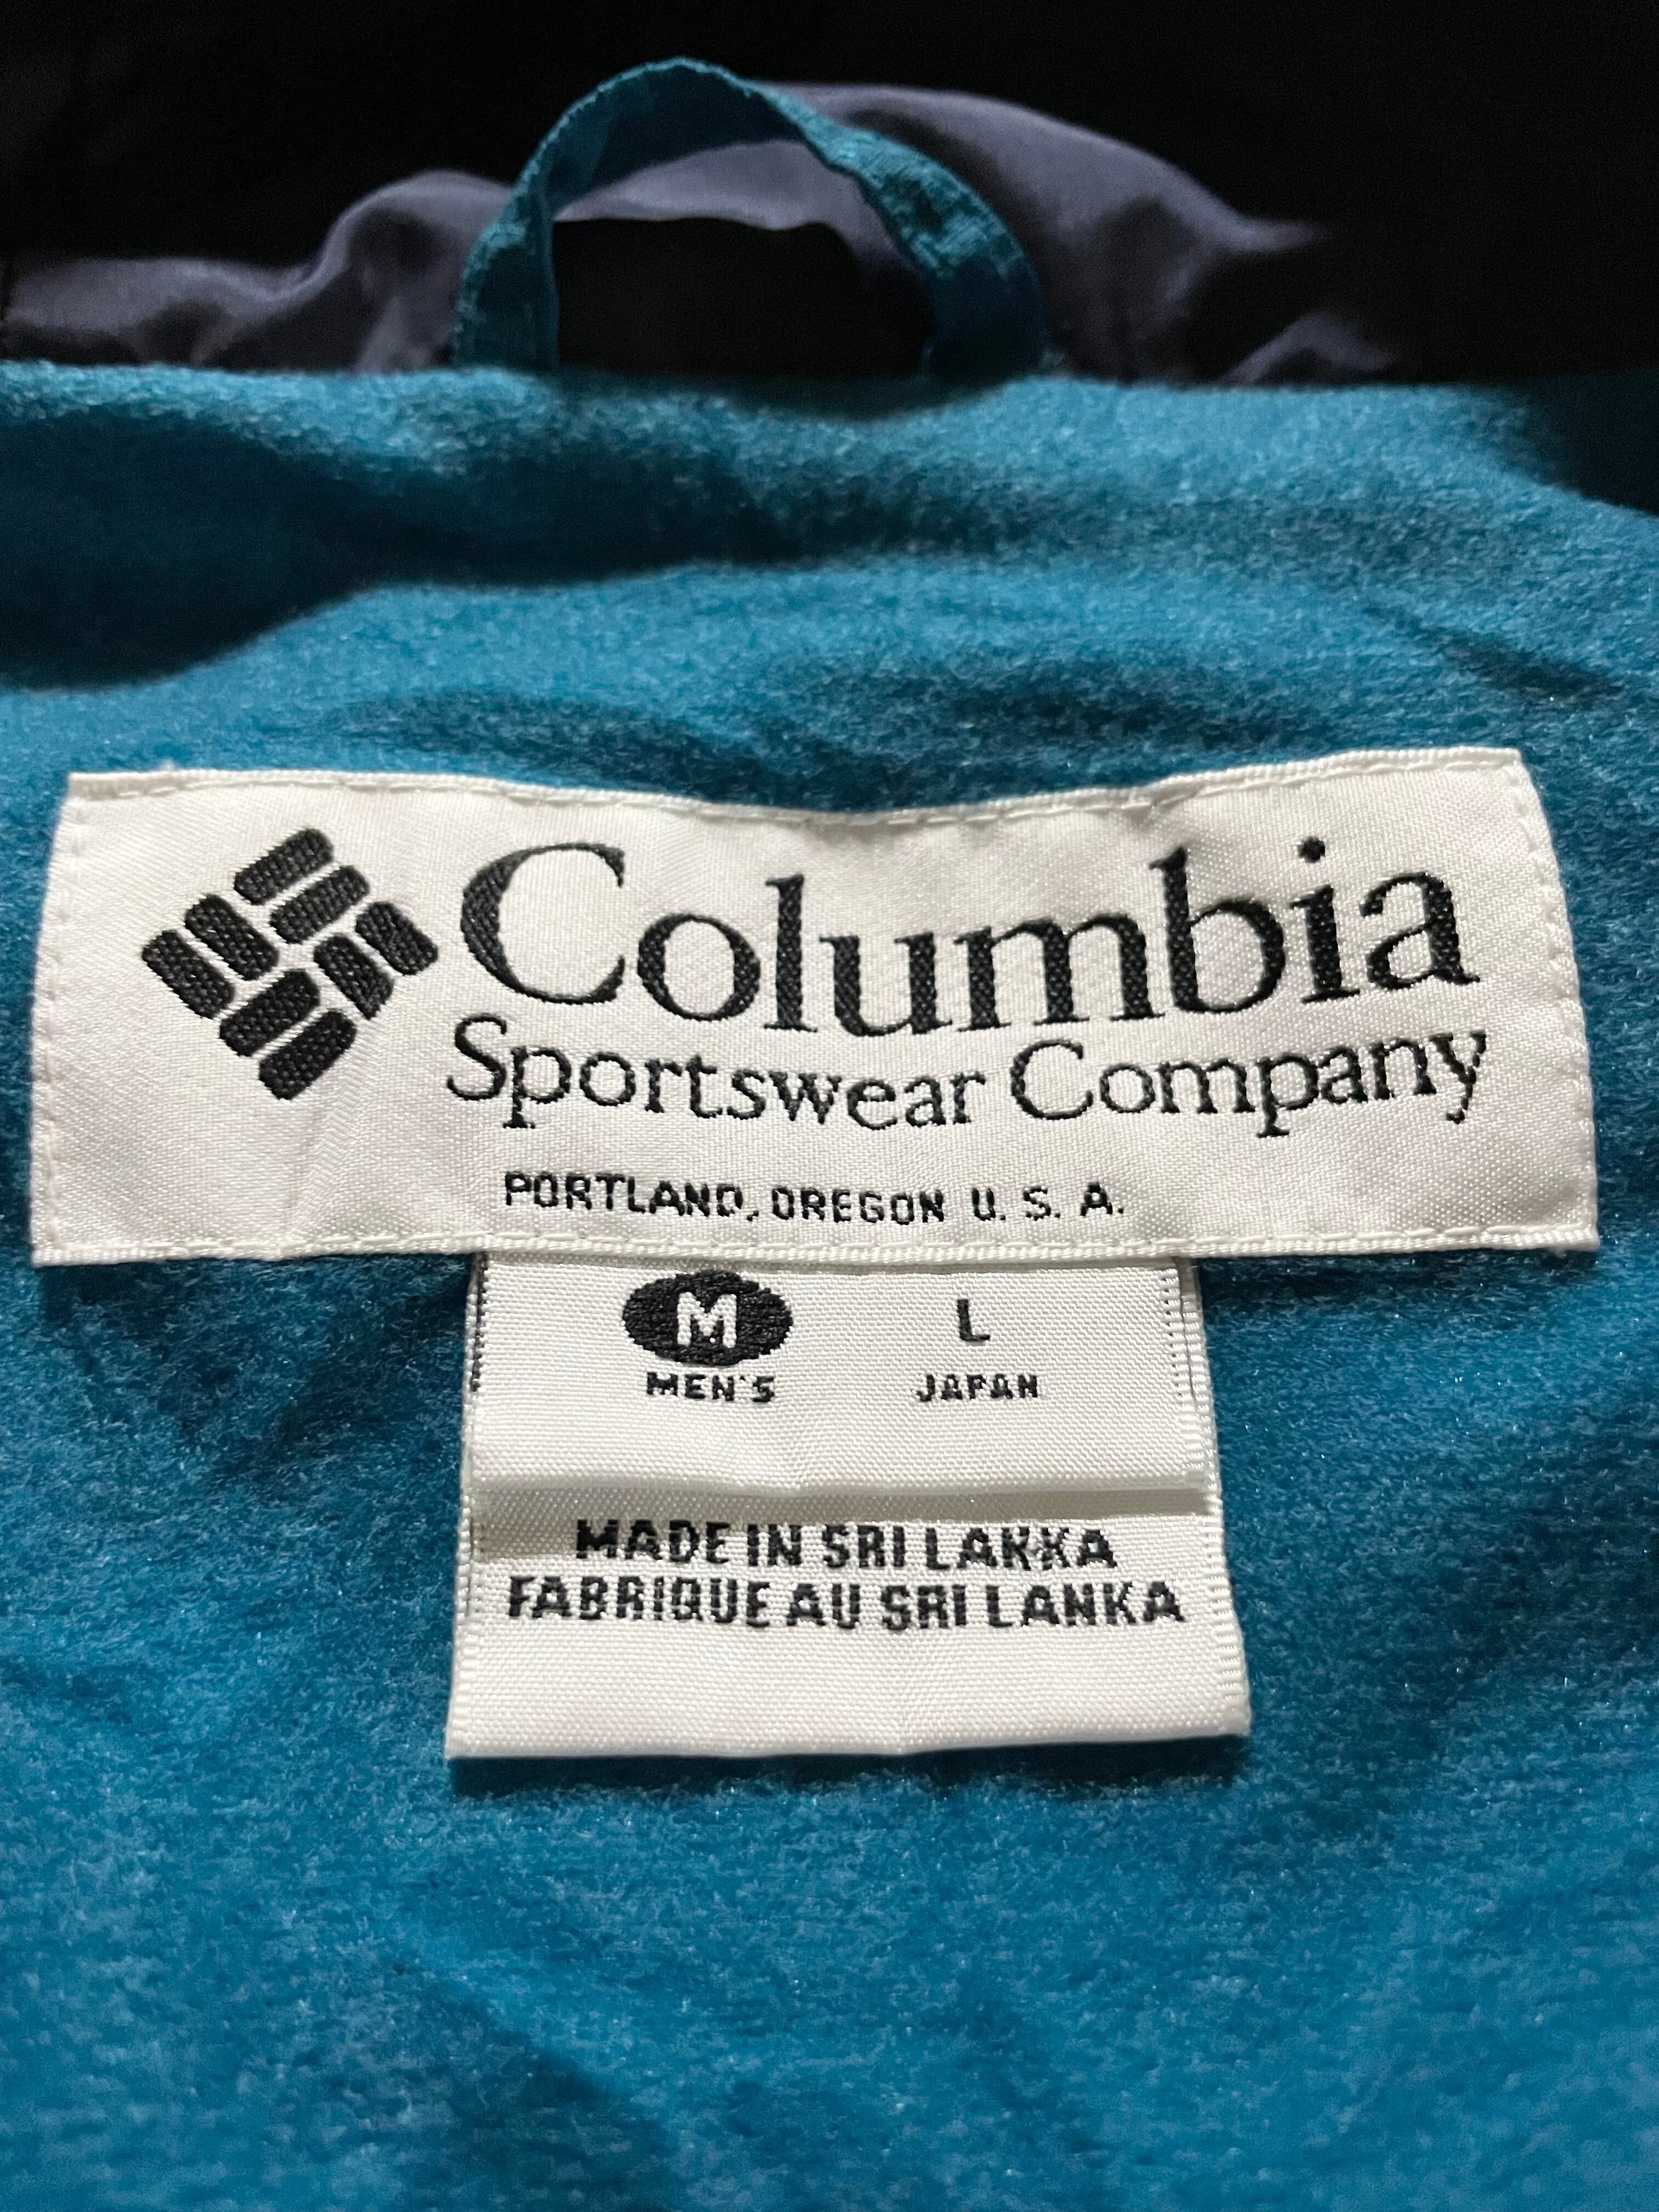 Columbia
Sportswear Company
PORTLAND, OREGON U. S. A.
M L
MEN'S JAPAN
MADE IN SRI LAKKA
FABRIQUE AU SRI LANKA